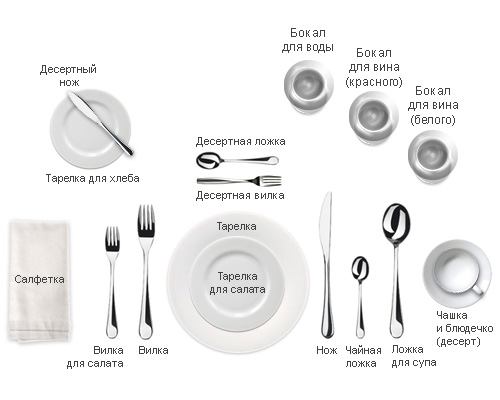 Бокал
для воды
Бокал
для вина
(красного)
Бокал
для вина
(белого)
Десертный
нож
Тарелка для хлеба
Десертная ложка
Десертная вилка
Тарелка
Тарелка
для салата
Салфетка
Вилка
для салата
Вилка
Нож
Чайная
ложка
Ложка
для супа
Чашка
и блюдечко
(десерт)